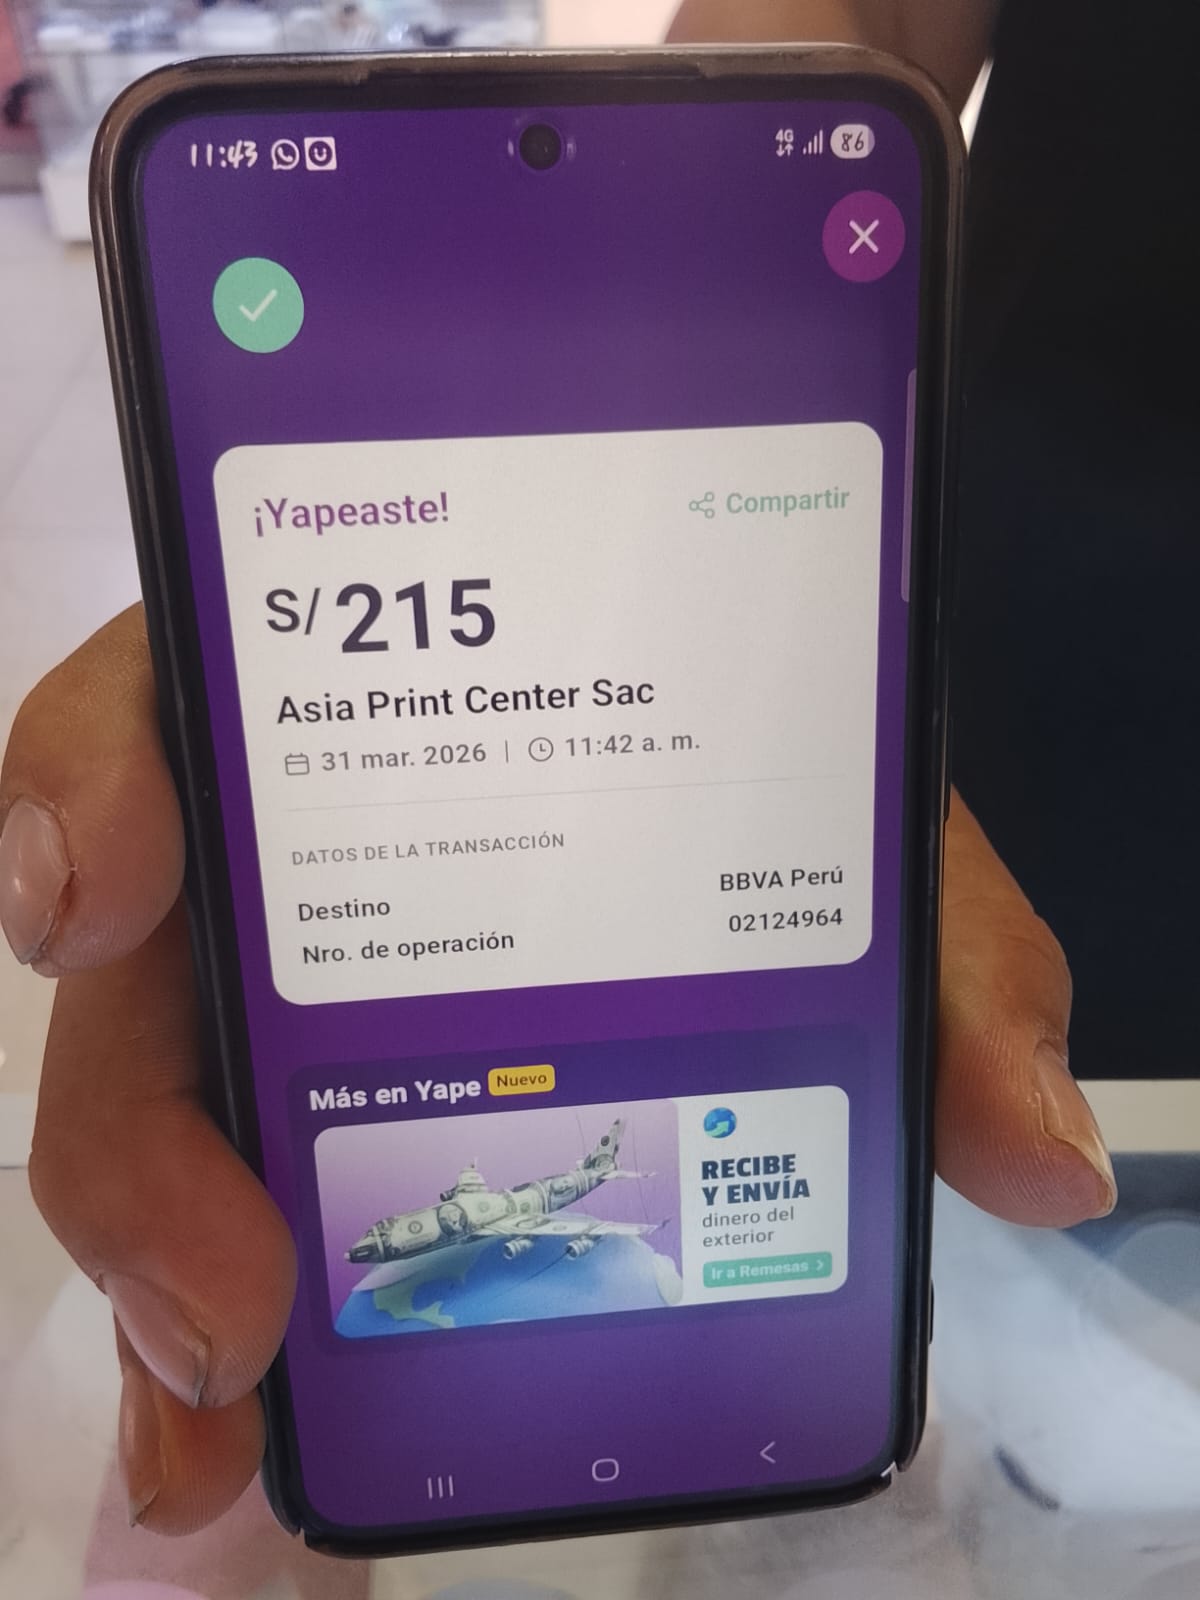 11:43
4G
86
¡Yapeaste!
Compartir
S/ 215
Asia Print Center Sac
31 mar. 2026 | 11:42 a. m.
DATOS DE LA TRANSACCIÓN
Destino BBVA Perú
Nro. de operación 02124964
Más en Yape Nuevo
RECIBE
Y ENVÍA
dinero del
exterior
Ir a Remesas >